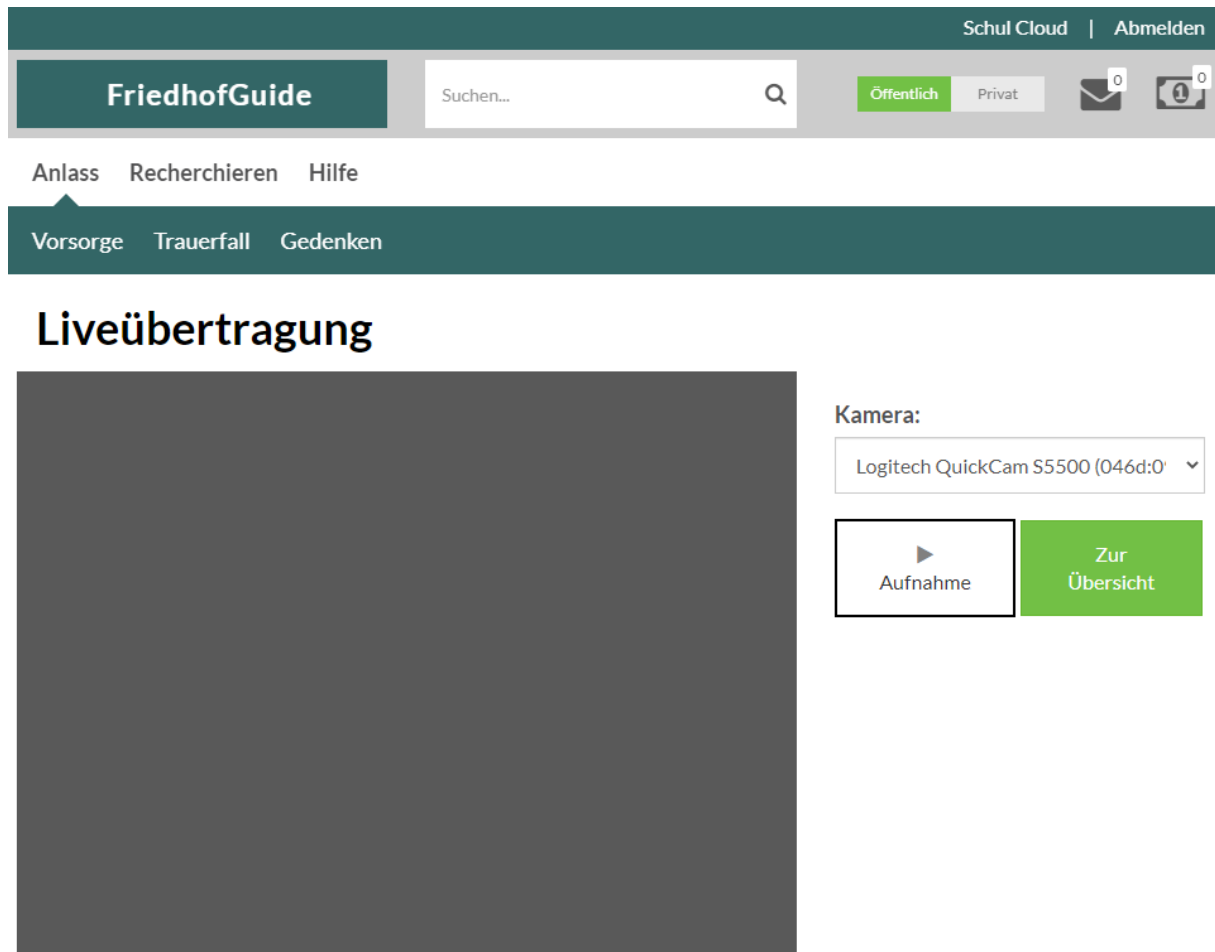 Schul Cloud | Abmelden
FriedhofGuide
Suchen...
Öffentlich Privat
0
0
1
Anlass Recherchieren Hilfe
Vorsorge Trauerfall Gedenken
Liveübertragung
Kamera:
Logitech QuickCam S5500 (046d:0
Aufnahme
Zur
Übersicht